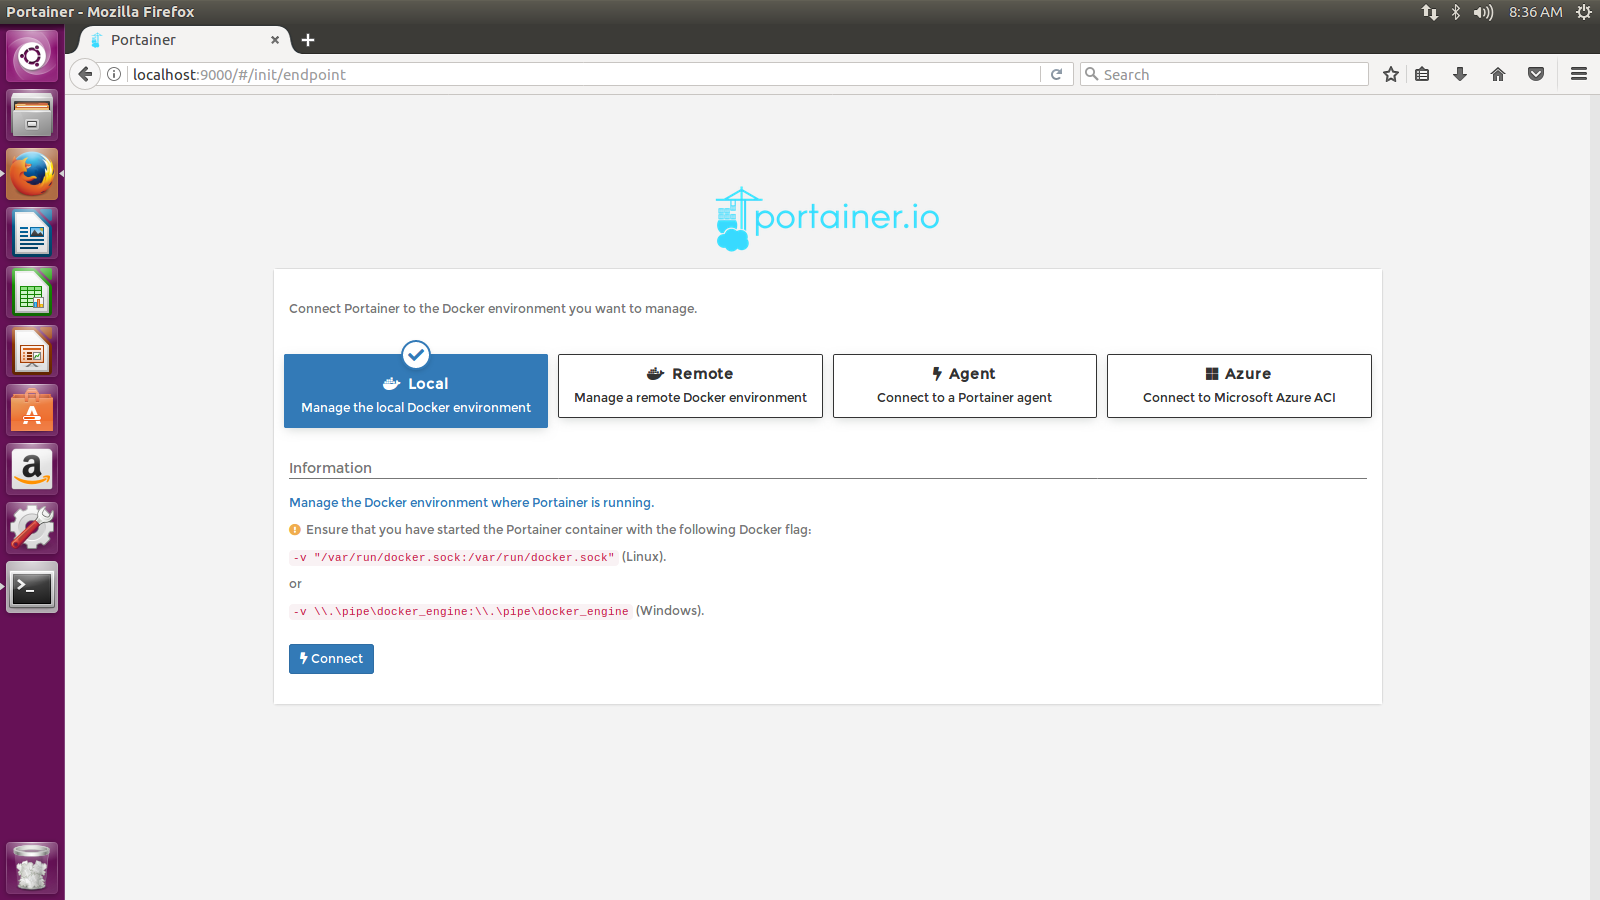 Portainer - Mozilla Firefox
8:36 AM
Portainer
localhost:9000/#/init/endpoint
Search
portainer.io
Connect Portainer to the Docker environment you want to manage.
Local
Manage the local Docker environment
Remote
Manage a remote Docker environment
Agent
Connect to a Portainer agent
Azure
Connect to Microsoft Azure ACI
Information
Manage the Docker environment where Portainer is running.
Ensure that you have started the Portainer container with the following Docker flag:
-v "/var/run/docker.sock:/var/run/docker.sock" (Linux).
or
-v \\.\pipe\docker_engine:\\.\pipe\docker_engine (Windows).
Connect